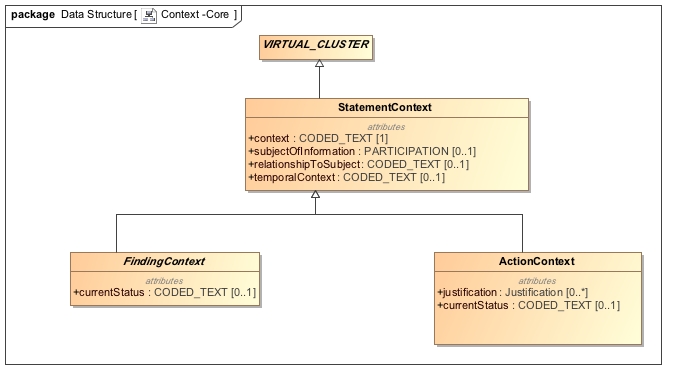 package Data Structure [ Context -Core ]
VIRTUAL_CLUSTER
StatementContext
attributes
+context : CODED_TEXT [1]
+subjectOfInformation : PARTICIPATION [0..1]
+relationshipToSubject : CODED_TEXT [0..1]
+temporalContext : CODED_TEXT [0..1]
FindingContext
attributes
+currentStatus : CODED_TEXT [0..1]
ActionContext
attributes
+justification : Justification [0..*]
+currentStatus : CODED_TEXT [0..1]